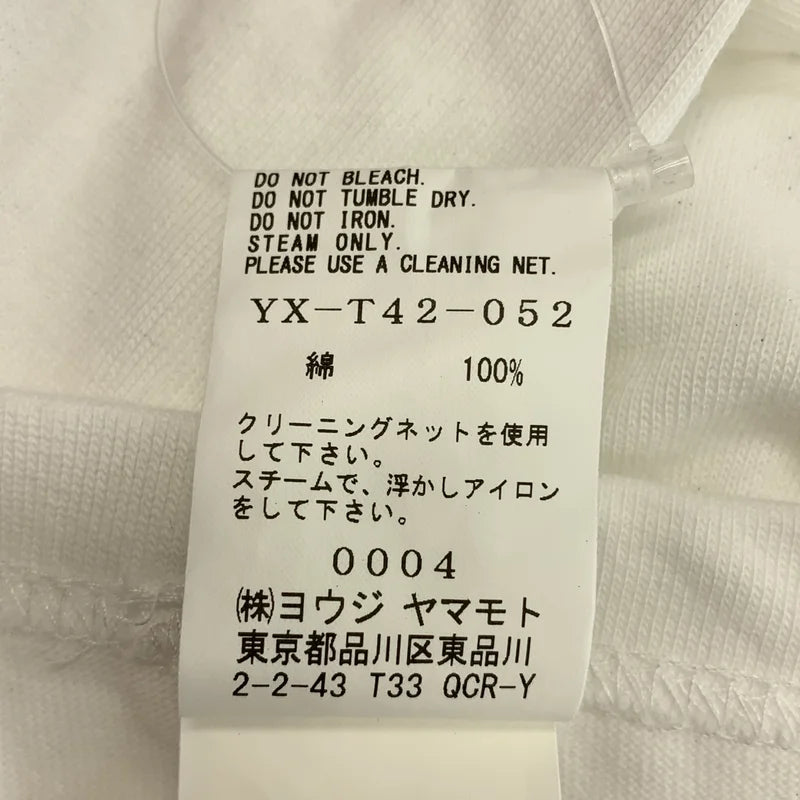 DO NOT BLEACH.
DO NOT TUMBLE DRY.
DO NOT IRON.
STEAM ONLY.
PLEASE USE A CLEANING NET.
YX-T42-052
綿 100%
クリーニングネットを使用
して下さい。
スチームで、浮かしアイロン
をして下さい。
0004
㈱ヨウジ ヤマモト
東京都品川区東品川
2-2-43 T33 QCR-Y